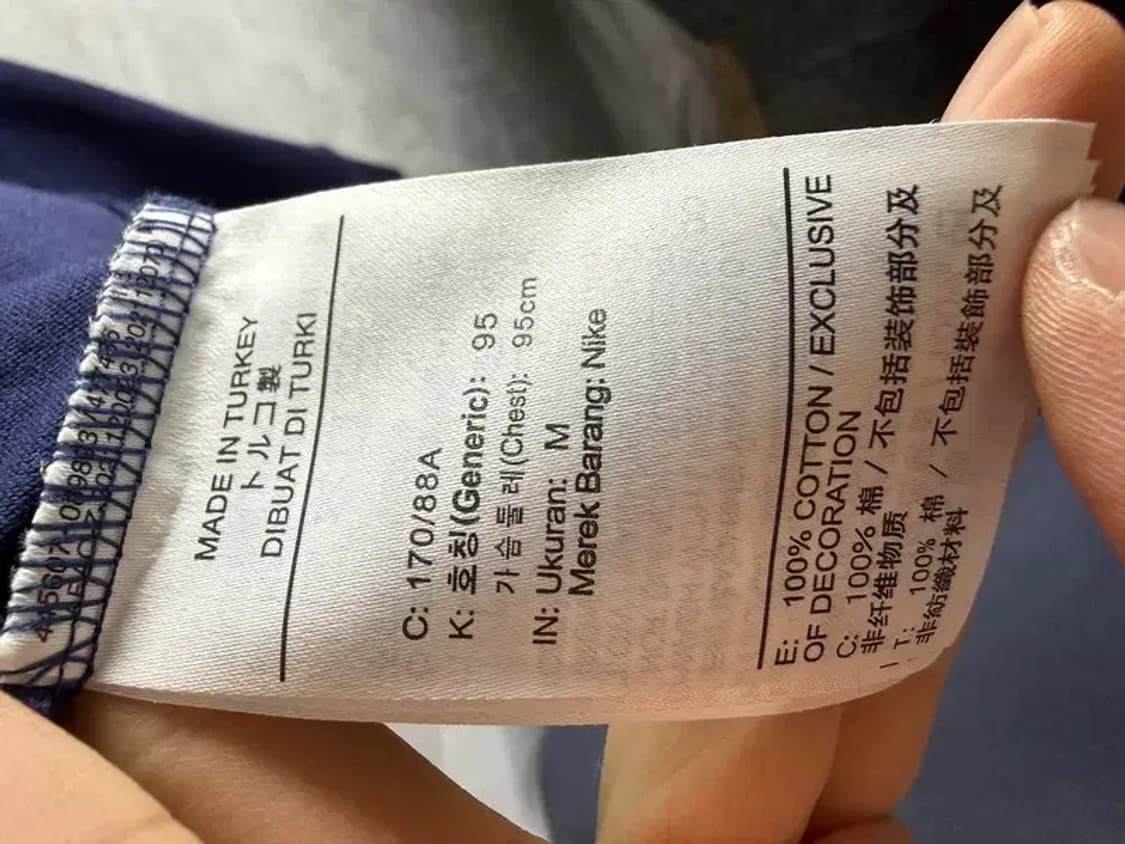 MADE IN TURKEY
トルコ製
DIBUAT DI TURKI
C: 170/88A
K: 호칭(Generic): 95
가슴둘레(Chest): 95cm
IN: Ukuran: M
Merek Barang: Nike
E: 100% COTTON / EXCLUSIVE
OF DECORATION
C: 100% 棉 / 不包括装饰部分及
非纤维物质
T: 100% 棉 / 不包括裝飾部分及
非紡織材料